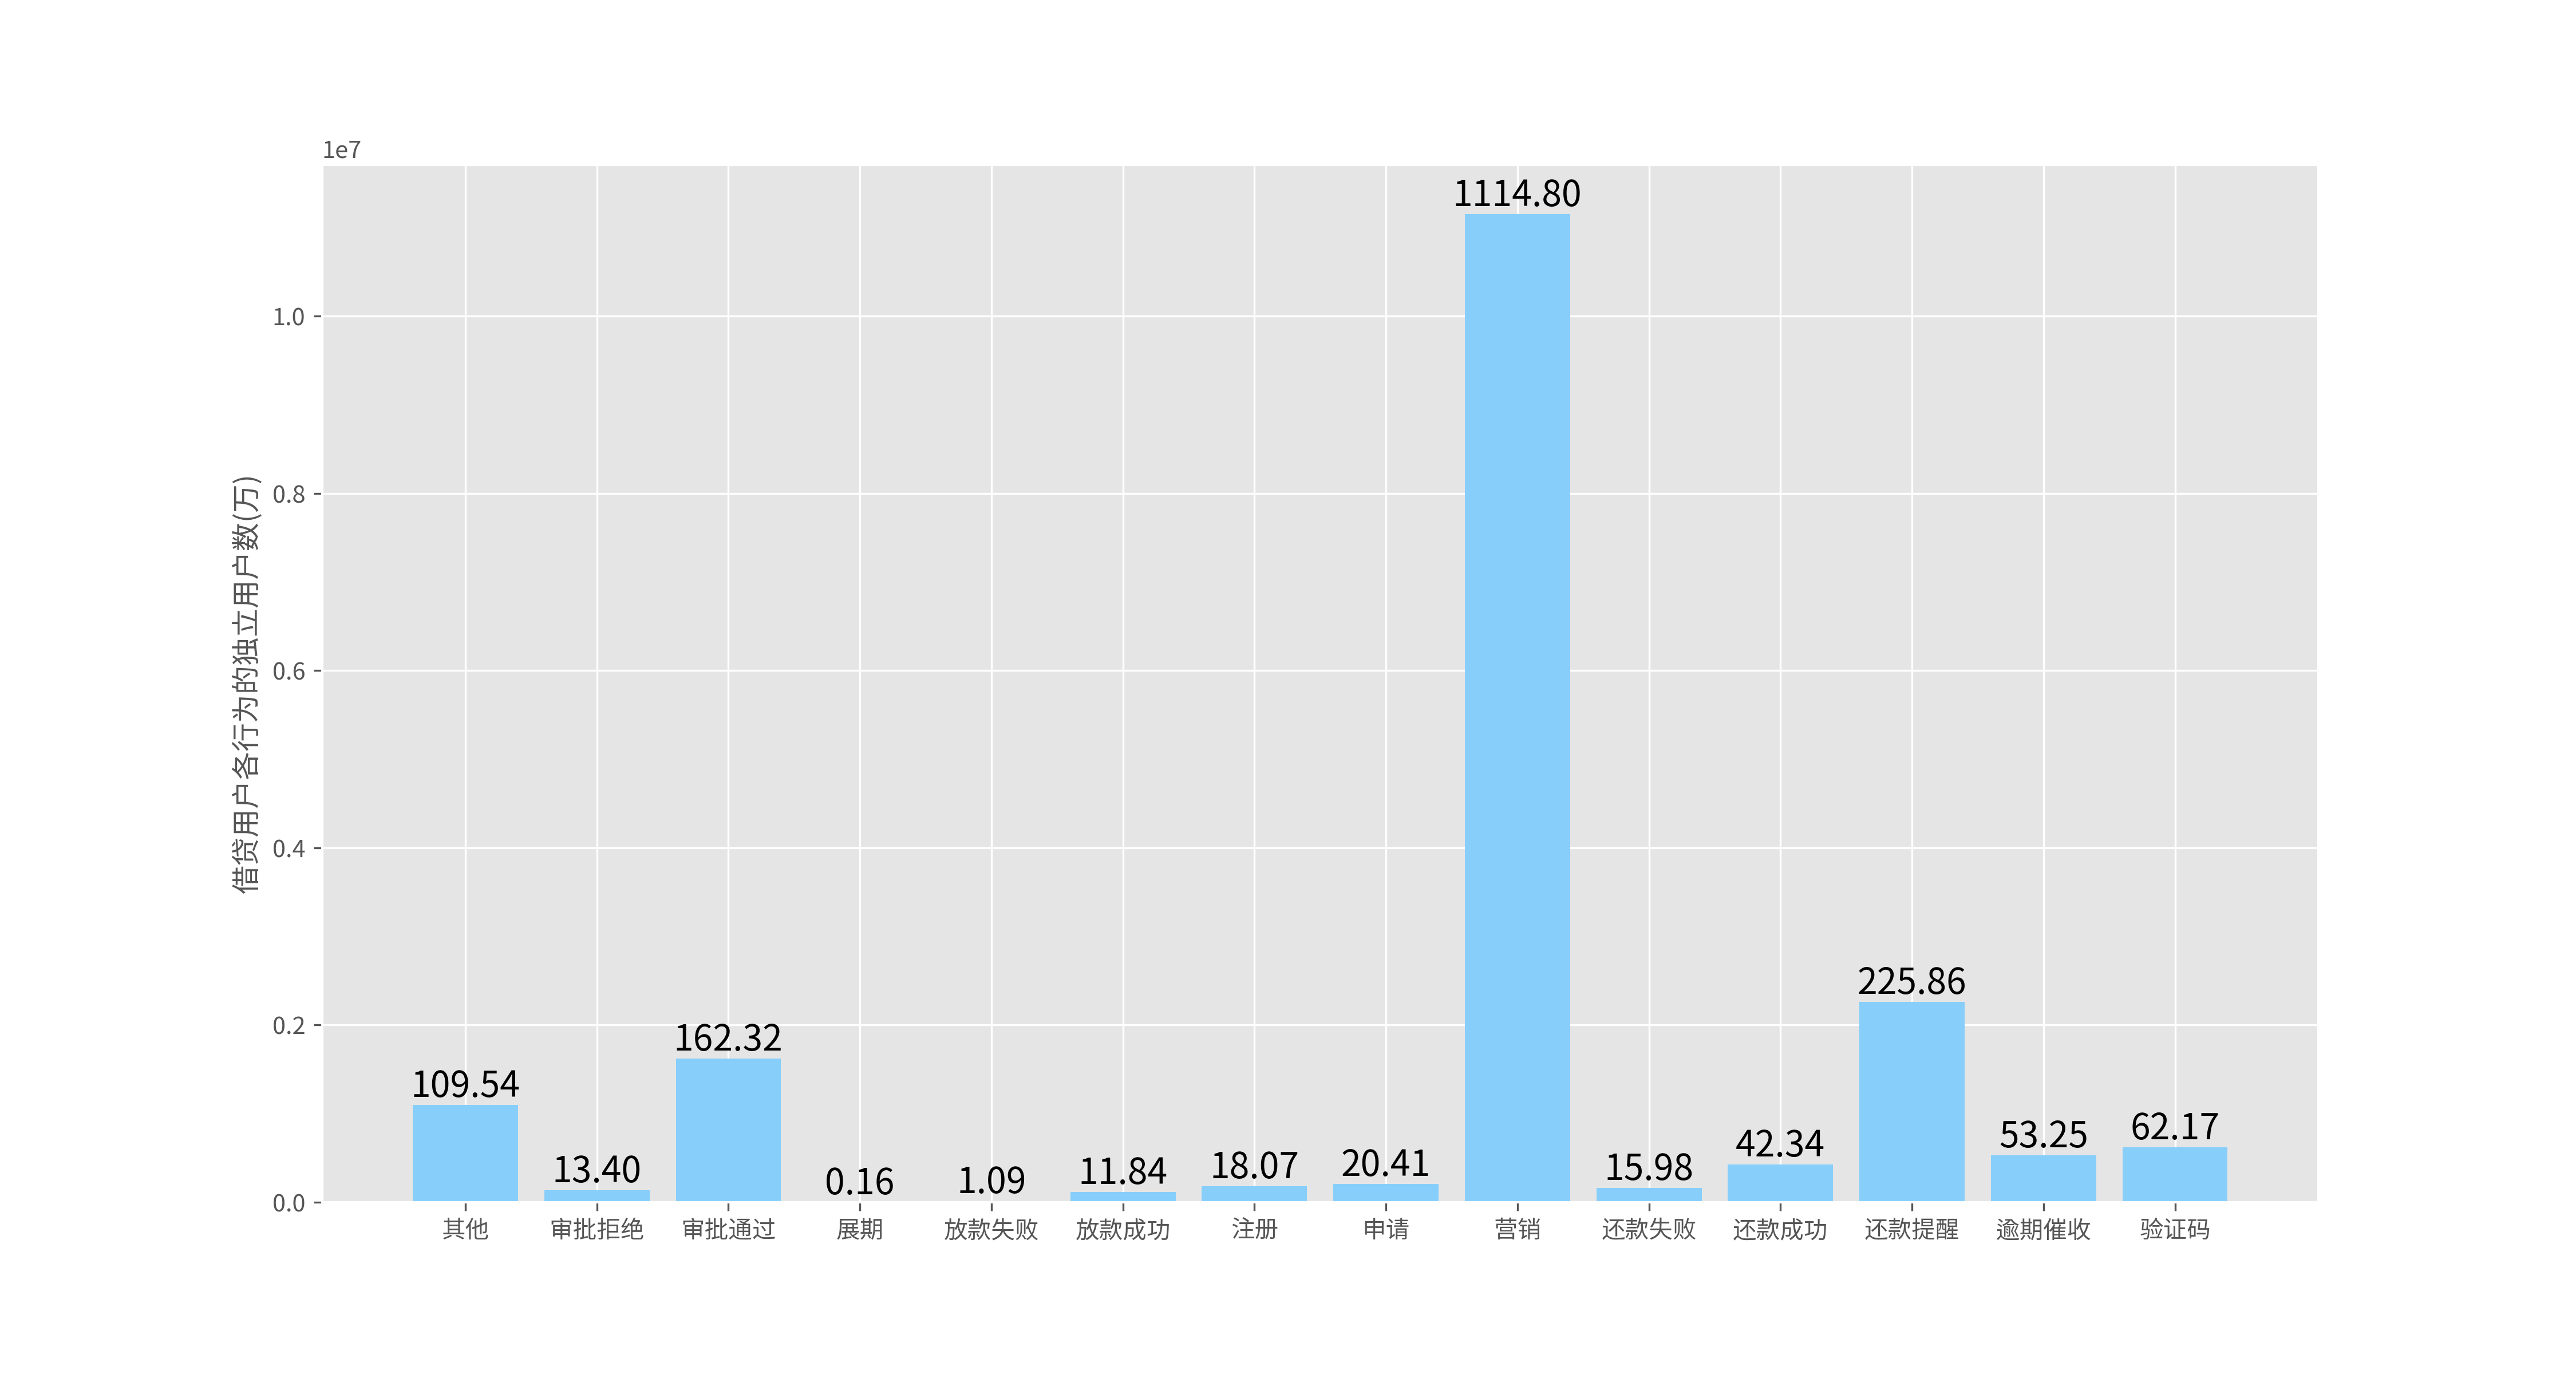 1e7
1.0
0.8
0.6
0.4
0.2
0.0
借贷用户各行为的独立用户数(万)
109.54
13.40
162.32
0.16
1.09
11.84
18.07
20.41
1114.80
15.98
42.34
225.86
53.25
62.17
其他
审批拒绝
审批通过
展期
放款失败
放款成功
注册
申请
营销
还款失败
还款成功
还款提醒
逾期催收
验证码